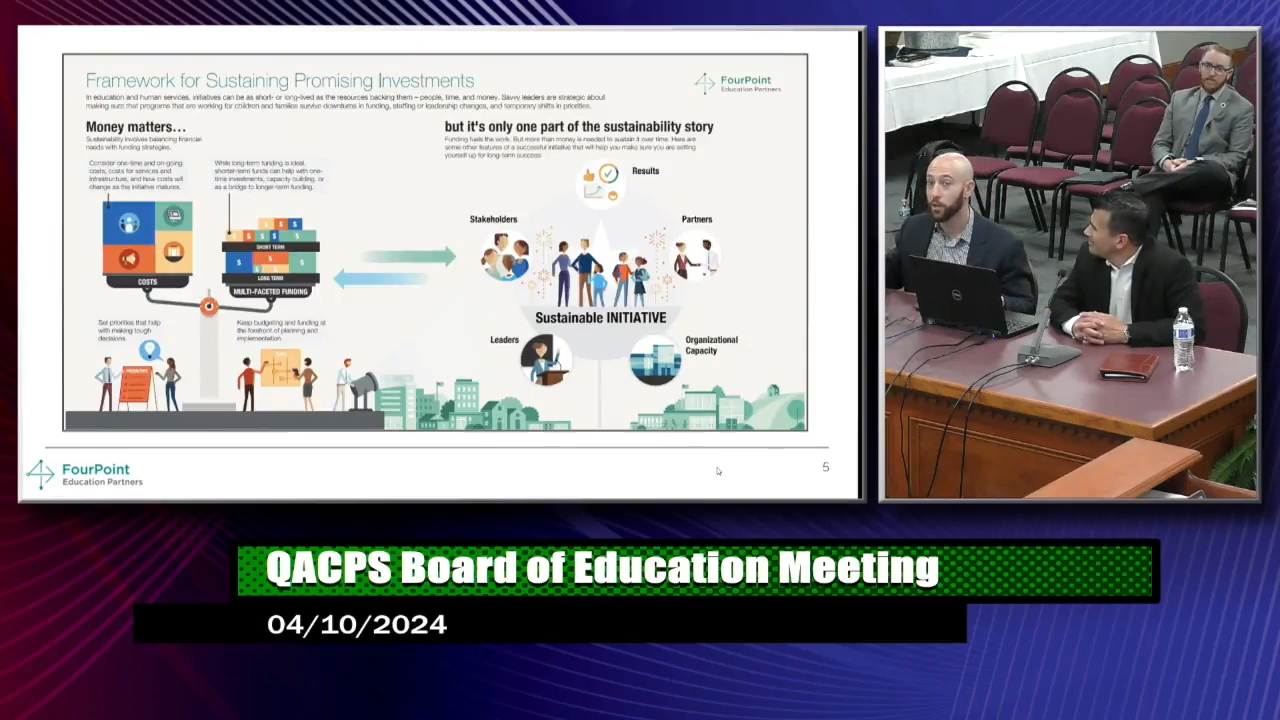 Framework for Sustaining Promising Investments
In education and human services, initiatives can be as short- or long-lived as the resources backing them – people, time, and money. Savvy leaders are strategic about
making sure that programs that are working for children and families survive downturns in funding, staffing or leadership changes, and temporary shifts in priorities.
FourPoint
Education Partners
Money matters...
Sustainability involves balancing financial
needs with funding strategies.
Consider one-time and on-going
costs, costs for services and
infrastructure, and how costs will
change as the initiative matures.
While long-term funding is ideal,
shorter-term funds can help with one-
time investments, capacity building, or
as a bridge to longer-term funding.
COSTS
SHORT TERM
LONG TERM
MULTI-FACETED FUNDING
Set priorities that help
with making tough
decisions.
Keep budgeting and funding at
the forefront of planning and
implementation.
but it's only one part of the sustainability story
Funding fuels the work. But more than money is needed to sustain it over time. Here are
some other features of a successful initiative that will help you make sure you are setting
yourself up for long-term success:
Results
Stakeholders
Partners
Sustainable INITIATIVE
Leaders
Organizational
Capacity
FourPoint
Education Partners
5
DELL
QACPS Board of Education Meeting
04/10/2024